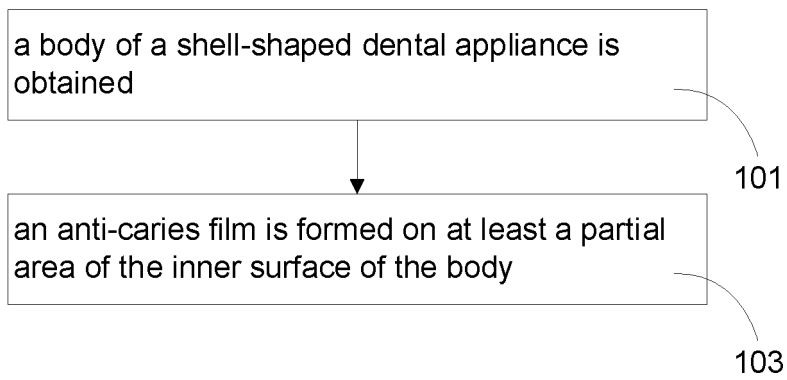 a body of a shell-shaped dental appliance is
obtained
101
an anti-caries film is formed on at least a partial
area of the inner surface of the body
103